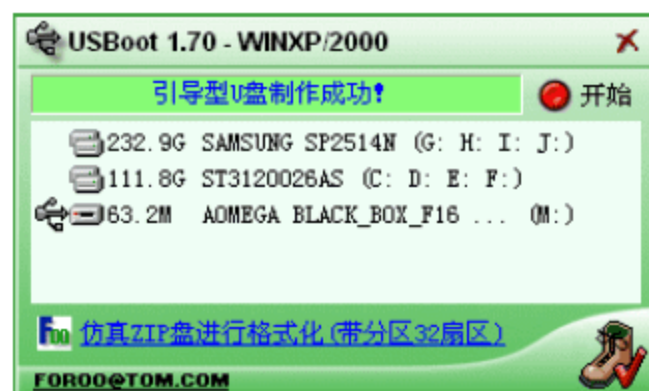 USBoot 1.70 - WINXP/2000
引导型U盘制作成功!
开始
232.9G SAMSUNG SP2514N (G: H: I: J:)
111.8G ST3120026AS (C: D: E: F:)
63.2M AOMEGA BLACK_BOX_F16 ... (M:)
Foo 仿真ZIP盘进行格式化(带分区32扇区)
FOROO@TOM.COM